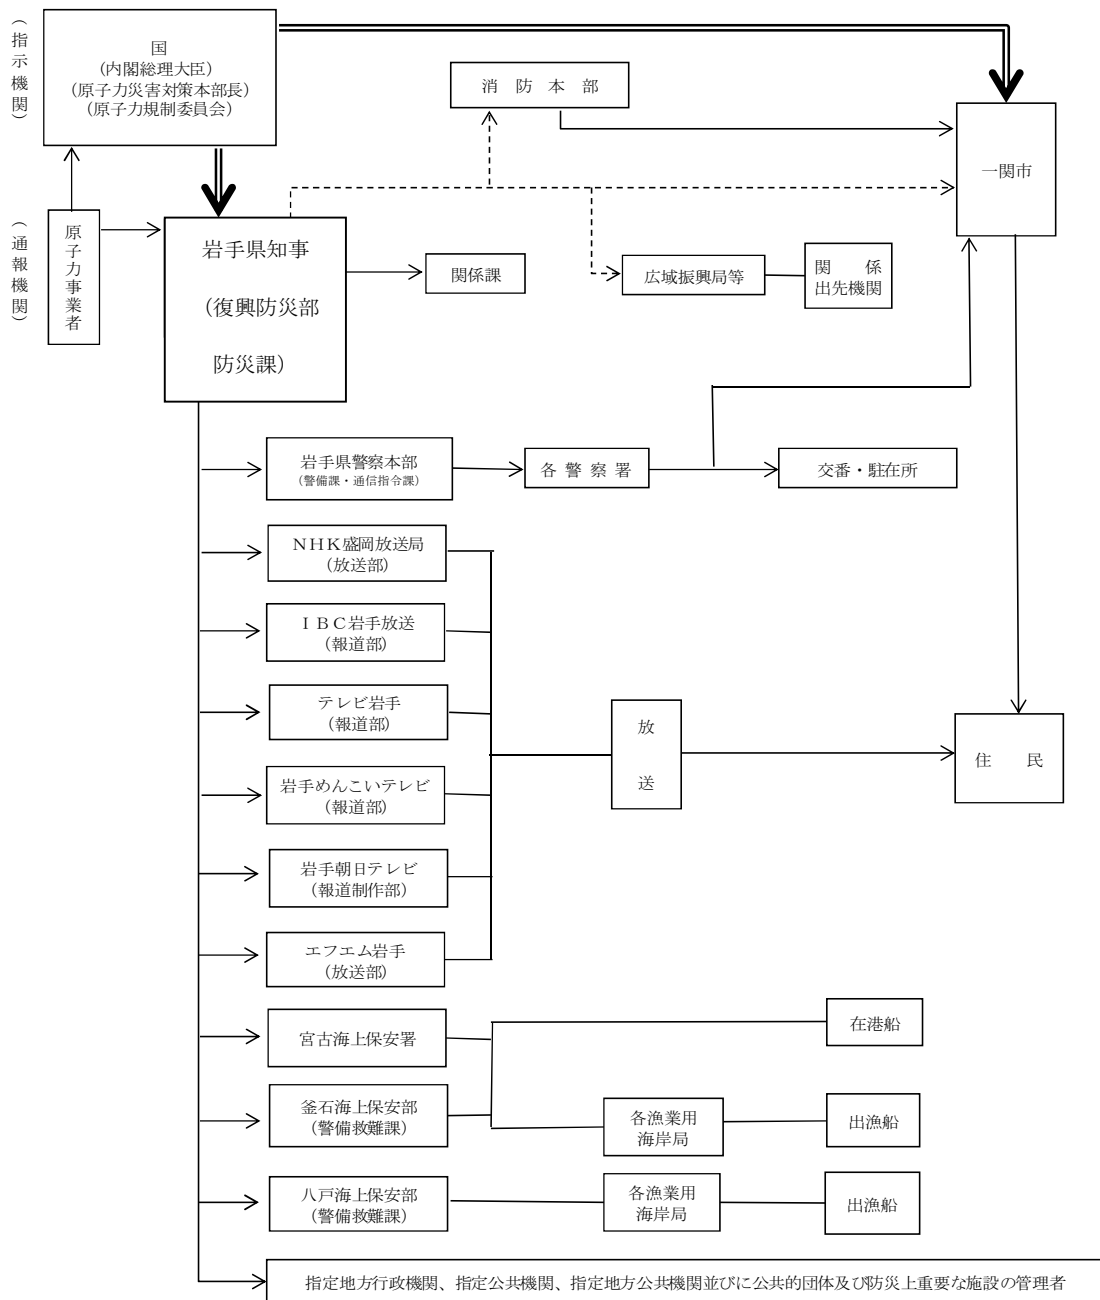 （指示機関）
国
（内閣総理大臣）
（原子力災害対策本部長）
（原子力規制委員会）
消　防　本　部
一関市
（通報機関）
原子力事業者
岩手県知事
（復興防災部
防災課）
関係課
広域振興局等
関　　係
出先機関
岩手県警察本部
（警備課・通信指令課）
各 警 察 署
交番・駐在所
ＮＨＫ盛岡放送局
（放送部）
ＩＢＣ岩手放送
（報道部）
テレビ岩手
（報道部）
放
送
住　　民
岩手めんこいテレビ
（報道部）
岩手朝日テレビ
（報道制作部）
エフエム岩手
（放送部）
宮古海上保安署
在港船
釜石海上保安部
（警備救難課）
各漁業用
海岸局
出漁船
八戸海上保安部
（警備救難課）
各漁業用
海岸局
出漁船
指定地方行政機関、指定公共機関、指定地方公共機関並びに公共的団体及び防災上重要な施設の管理者